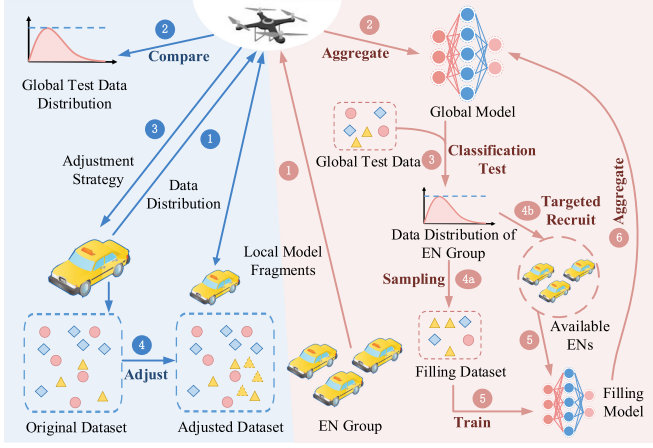 2
Compare
Global Test Data
Distribution
3
Adjustment
Strategy
1
Data
Distribution
4
Adjust
Original Dataset
Adjusted Dataset
1
Local Model
Fragments
EN Group
2
Aggregate
Global Model
Global Test Data
3
Classification
Test
Data Distribution of
EN Group
4b
Targeted
Recruit
Sampling
4a
Filling Dataset
Available
ENs
5
5
Train
Filling
Model
6
Aggregate